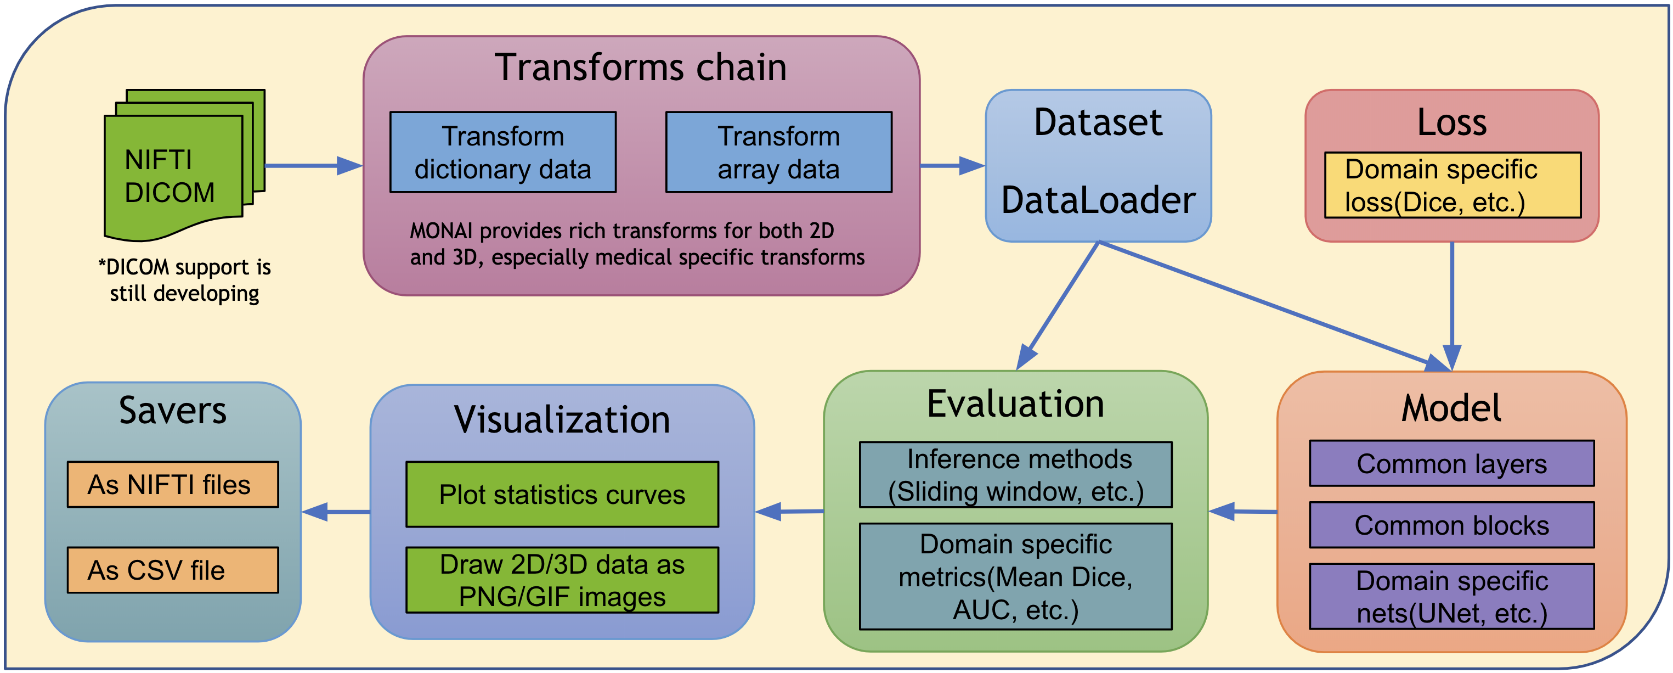 NIFTI
DICOM
*DICOM support is
still developing
Transforms chain
Transform
dictionary data
Transform
array data
MONAI provides rich transforms for both 2D
and 3D, especially medical specific transforms
Dataset
DataLoader
Loss
Domain specific
loss(Dice, etc.)
Savers
As NIFTI files
As CSV file
Visualization
Plot statistics curves
Draw 2D/3D data as
PNG/GIF images
Evaluation
Inference methods
(Sliding window, etc.)
Domain specific
metrics(Mean Dice,
AUC, etc.)
Model
Common layers
Common blocks
Domain specific
nets(UNet, etc.)